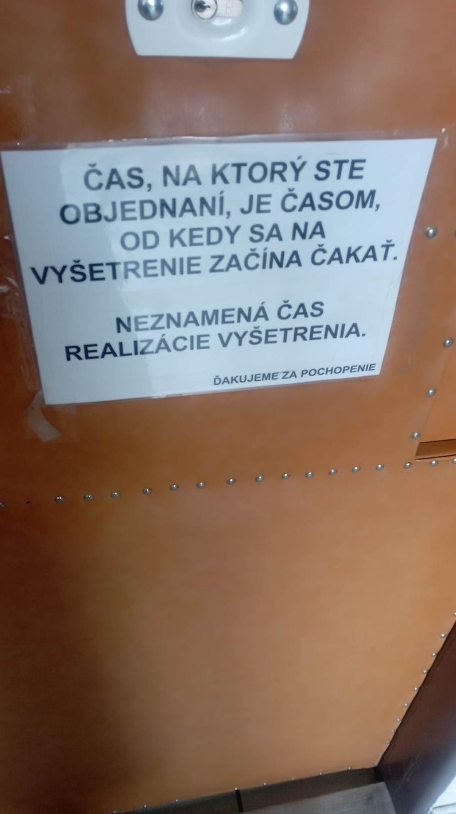 ČAS, NA KTORÝ STE
OBJEDNANÍ, JE ČASOM,
OD KEDY SA NA
VYŠETRENIE ZAČÍNA ČAKAŤ.
NEZNAMENÁ ČAS
REALIZÁCIE VYŠETRENIA.
ĎAKUJEME ZA POCHOPENIE